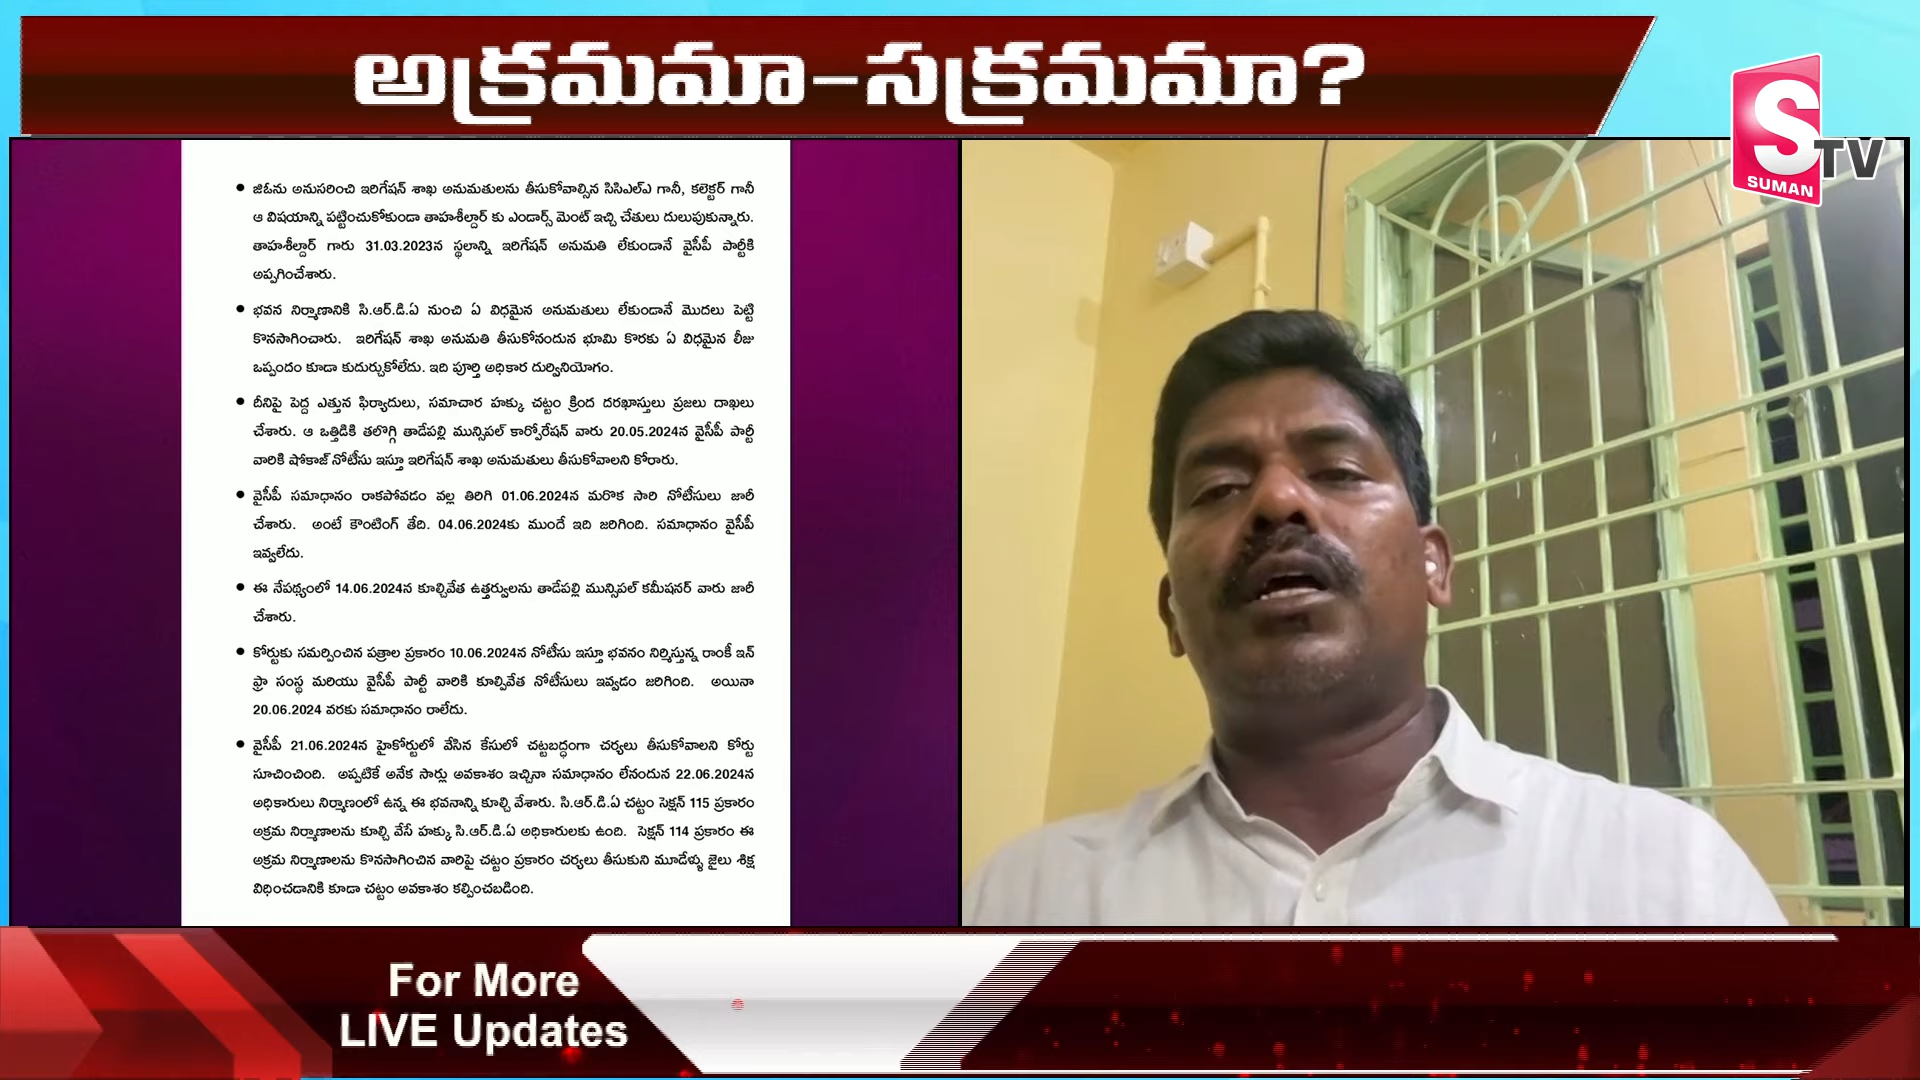 అక్రమమా-సక్రమమా?
S
TV
SUMAN
• జిఓను అనుసరించి ఇరిగేషన్ శాఖ అనుమతులను తీసుకోవాల్సిన సిసిఎల్ఏ గానీ, కలెక్టర్ గానీ
ఆ విషయాన్ని పట్టించుకోకుండా తాహశీల్దార్ కు ఎండార్స్ మెంట్ ఇచ్చి చేతులు దులుపుకున్నారు.
తాహశీల్దార్ గారు 31.03.2023న స్థలాన్ని ఇరిగేషన్ అనుమతి లేకుండానే వైసీపీ పార్టీకి
అప్పగించేశారు.
• భవన నిర్మాణానికి సి.ఆర్.డి.ఏ నుంచి ఏ విధమైన అనుమతులు లేకుండానే మొదలు పెట్టి
కొనసాగించారు. ఇరిగేషన్ శాఖ అనుమతి తీసుకోనందున భూమి కొరకు ఏ విధమైన లీజు
ఒప్పందం కూడా కుదుర్చుకోలేదు. ఇది పూర్తి అధికార దుర్వినియోగం.
• దీనిపై పెద్ద ఎత్తున ఫిర్యాదులు, సమాచార హక్కు చట్టం క్రింద దరఖాస్తులు ప్రజలు దాఖలు
చేశారు. ఆ ఒత్తిడికి తలొగ్గి తాడేపల్లి మున్సిపల్ కార్పోరేషన్ వారు 20.05.2024న వైసీపీ పార్టీ
వారికి షోకాజ్ నోటీసు ఇస్తూ ఇరిగేషన్ శాఖ అనుమతులు తీసుకోవాలని కోరారు.
• వైసీపీ సమాధానం రాకపోవడం వల్ల తిరిగి 01.06.2024న మరొక సారి నోటీసులు జారీ
చేశారు. అంటే కౌంటింగ్ తేది. 04.06.2024కు ముందే ఇది జరిగింది. సమాధానం వైసీపీ
ఇవ్వలేదు.
• ఈ నేపథ్యంలో 14.06.2024న కూల్చివేత ఉత్తర్వులను తాడేపల్లి మున్సిపల్ కమీషనర్ వారు జారీ
చేశారు.
• కోర్టుకు సమర్పించిన పత్రాల ప్రకారం 10.06.2024న నోటీసు ఇస్తూ భవనం నిర్మిస్తున్న రాంకీ ఇన్
ఫ్రా సంస్థ మరియు వైసీపీ పార్టీ వారికి కూల్చివేత నోటీసులు ఇవ్వడం జరిగింది. అయినా
20.06.2024 వరకు సమాధానం రాలేదు.
• వైసీపీ 21.06.2024న హైకోర్టులో వేసిన కేసులో చట్టబద్ధంగా చర్యలు తీసుకోవాలని కోర్టు
సూచించింది. అప్పటికే అనేక సార్లు అవకాశం ఇచ్చినా సమాధానం లేనందున 22.06.2024న
అధికారులు నిర్మాణంలో ఉన్న ఈ భవనాన్ని కూల్చి వేశారు. సి.ఆర్.డి.ఏ చట్టం సెక్షన్ 115 ప్రకారం
అక్రమ నిర్మాణాలను కూల్చి వేసే హక్కు సి.ఆర్.డి.ఏ అధికారులకు ఉంది. సెక్షన్ 114 ప్రకారం ఈ
అక్రమ నిర్మాణాలను కొనసాగించిన వారిపై చట్టం ప్రకారం చర్యలు తీసుకుని మూడేళ్ళు జైలు శిక్ష
విధించడానికి కూడా చట్టం అవకాశం కల్పించబడింది.
For More
LIVE Updates